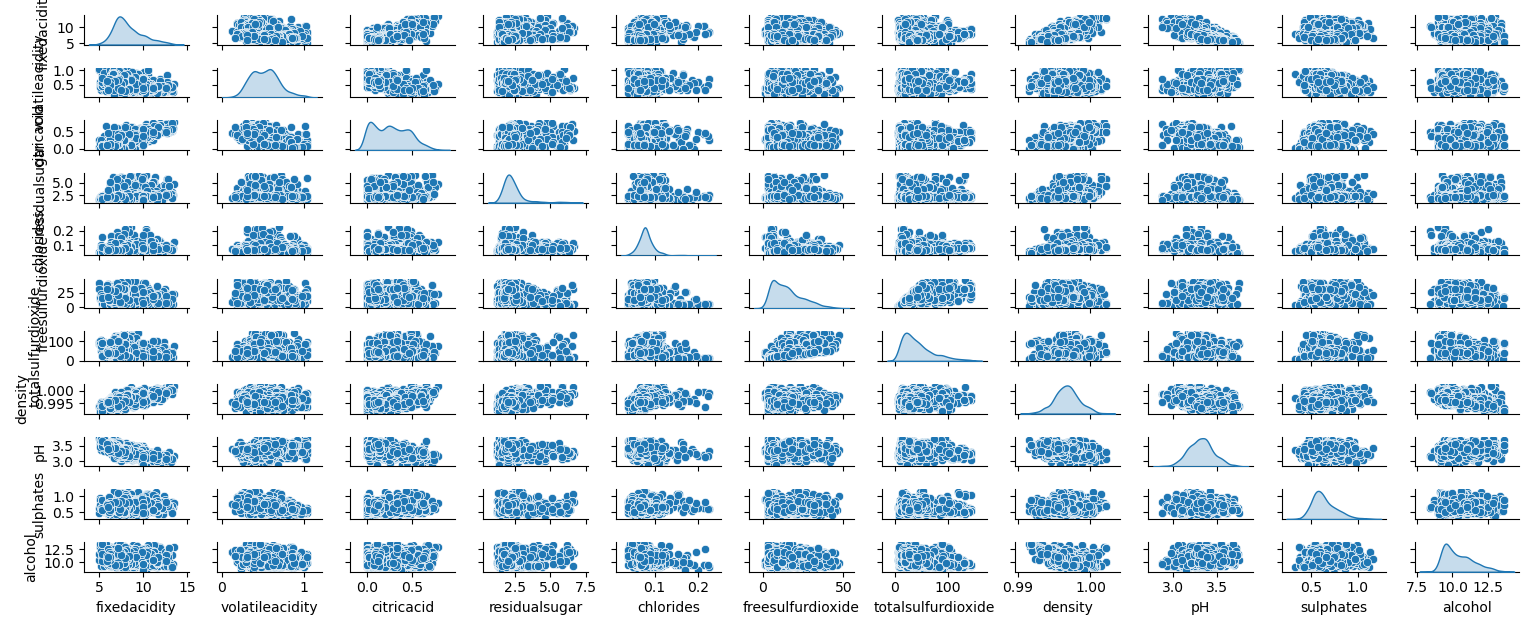 fixedacidity
10
5
volatileacidity
1.0
0.5
citricacid
0.5
0.0
residualsugar
5.0
2.5
chlorides
0.2
0.1
freesulfurdioxide
25
0
totalsulfurdioxide
100
0
density
1.000
0.995
pH
3.5
3.0
sulphates
1.0
0.5
alcohol
12.5
10.0
5 10 15 0 1 0.0 0.5 2.5 5.0 7.5 0.1 0.2 0 50 0 100 0.99 1.00 3.0 3.5 0.5 1.0 7.5 10.0 12.5
fixedacidity volatileacidity citricacid residualsugar chlorides freesulfurdioxide totalsulfurdioxide density pH sulphates alcohol